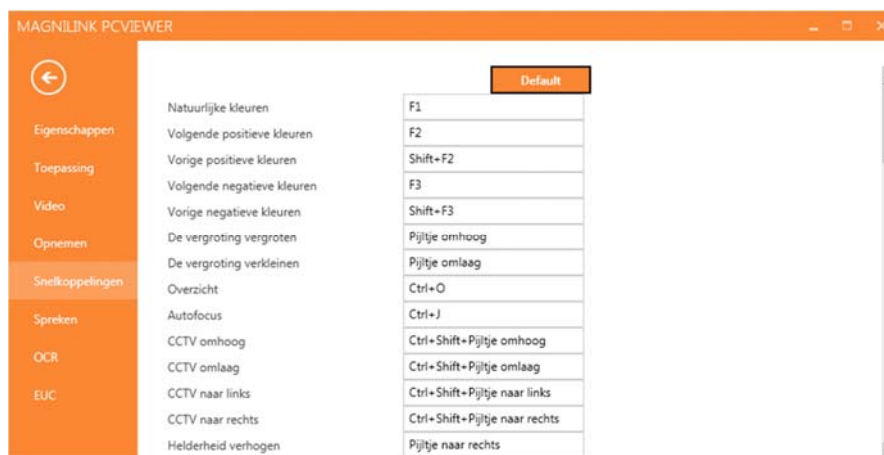 MAGNILINK PCVIEWER
Default
Eigenschappen
Toepassing
Video
Opnemen
Snelkoppelingen
Spreken
OCR
EUC
Natuurlijke kleuren F1
Volgende positieve kleuren F2
Vorige positieve kleuren Shift+F2
Volgende negatieve kleuren F3
Vorige negatieve kleuren Shift+F3
De vergroting vergroten Pijltje omhoog
De vergroting verkleinen Pijltje omlaag
Overzicht Ctrl+O
Autofocus Ctrl+J
CCTV omhoog Ctrl+Shift+Pijltje omhoog
CCTV omlaag Ctrl+Shift+Pijltje omlaag
CCTV naar links Ctrl+Shift+Pijltje naar links
CCTV naar rechts Ctrl+Shift+Pijltje naar rechts
Helderheid verhogen Pijltje naar rechts